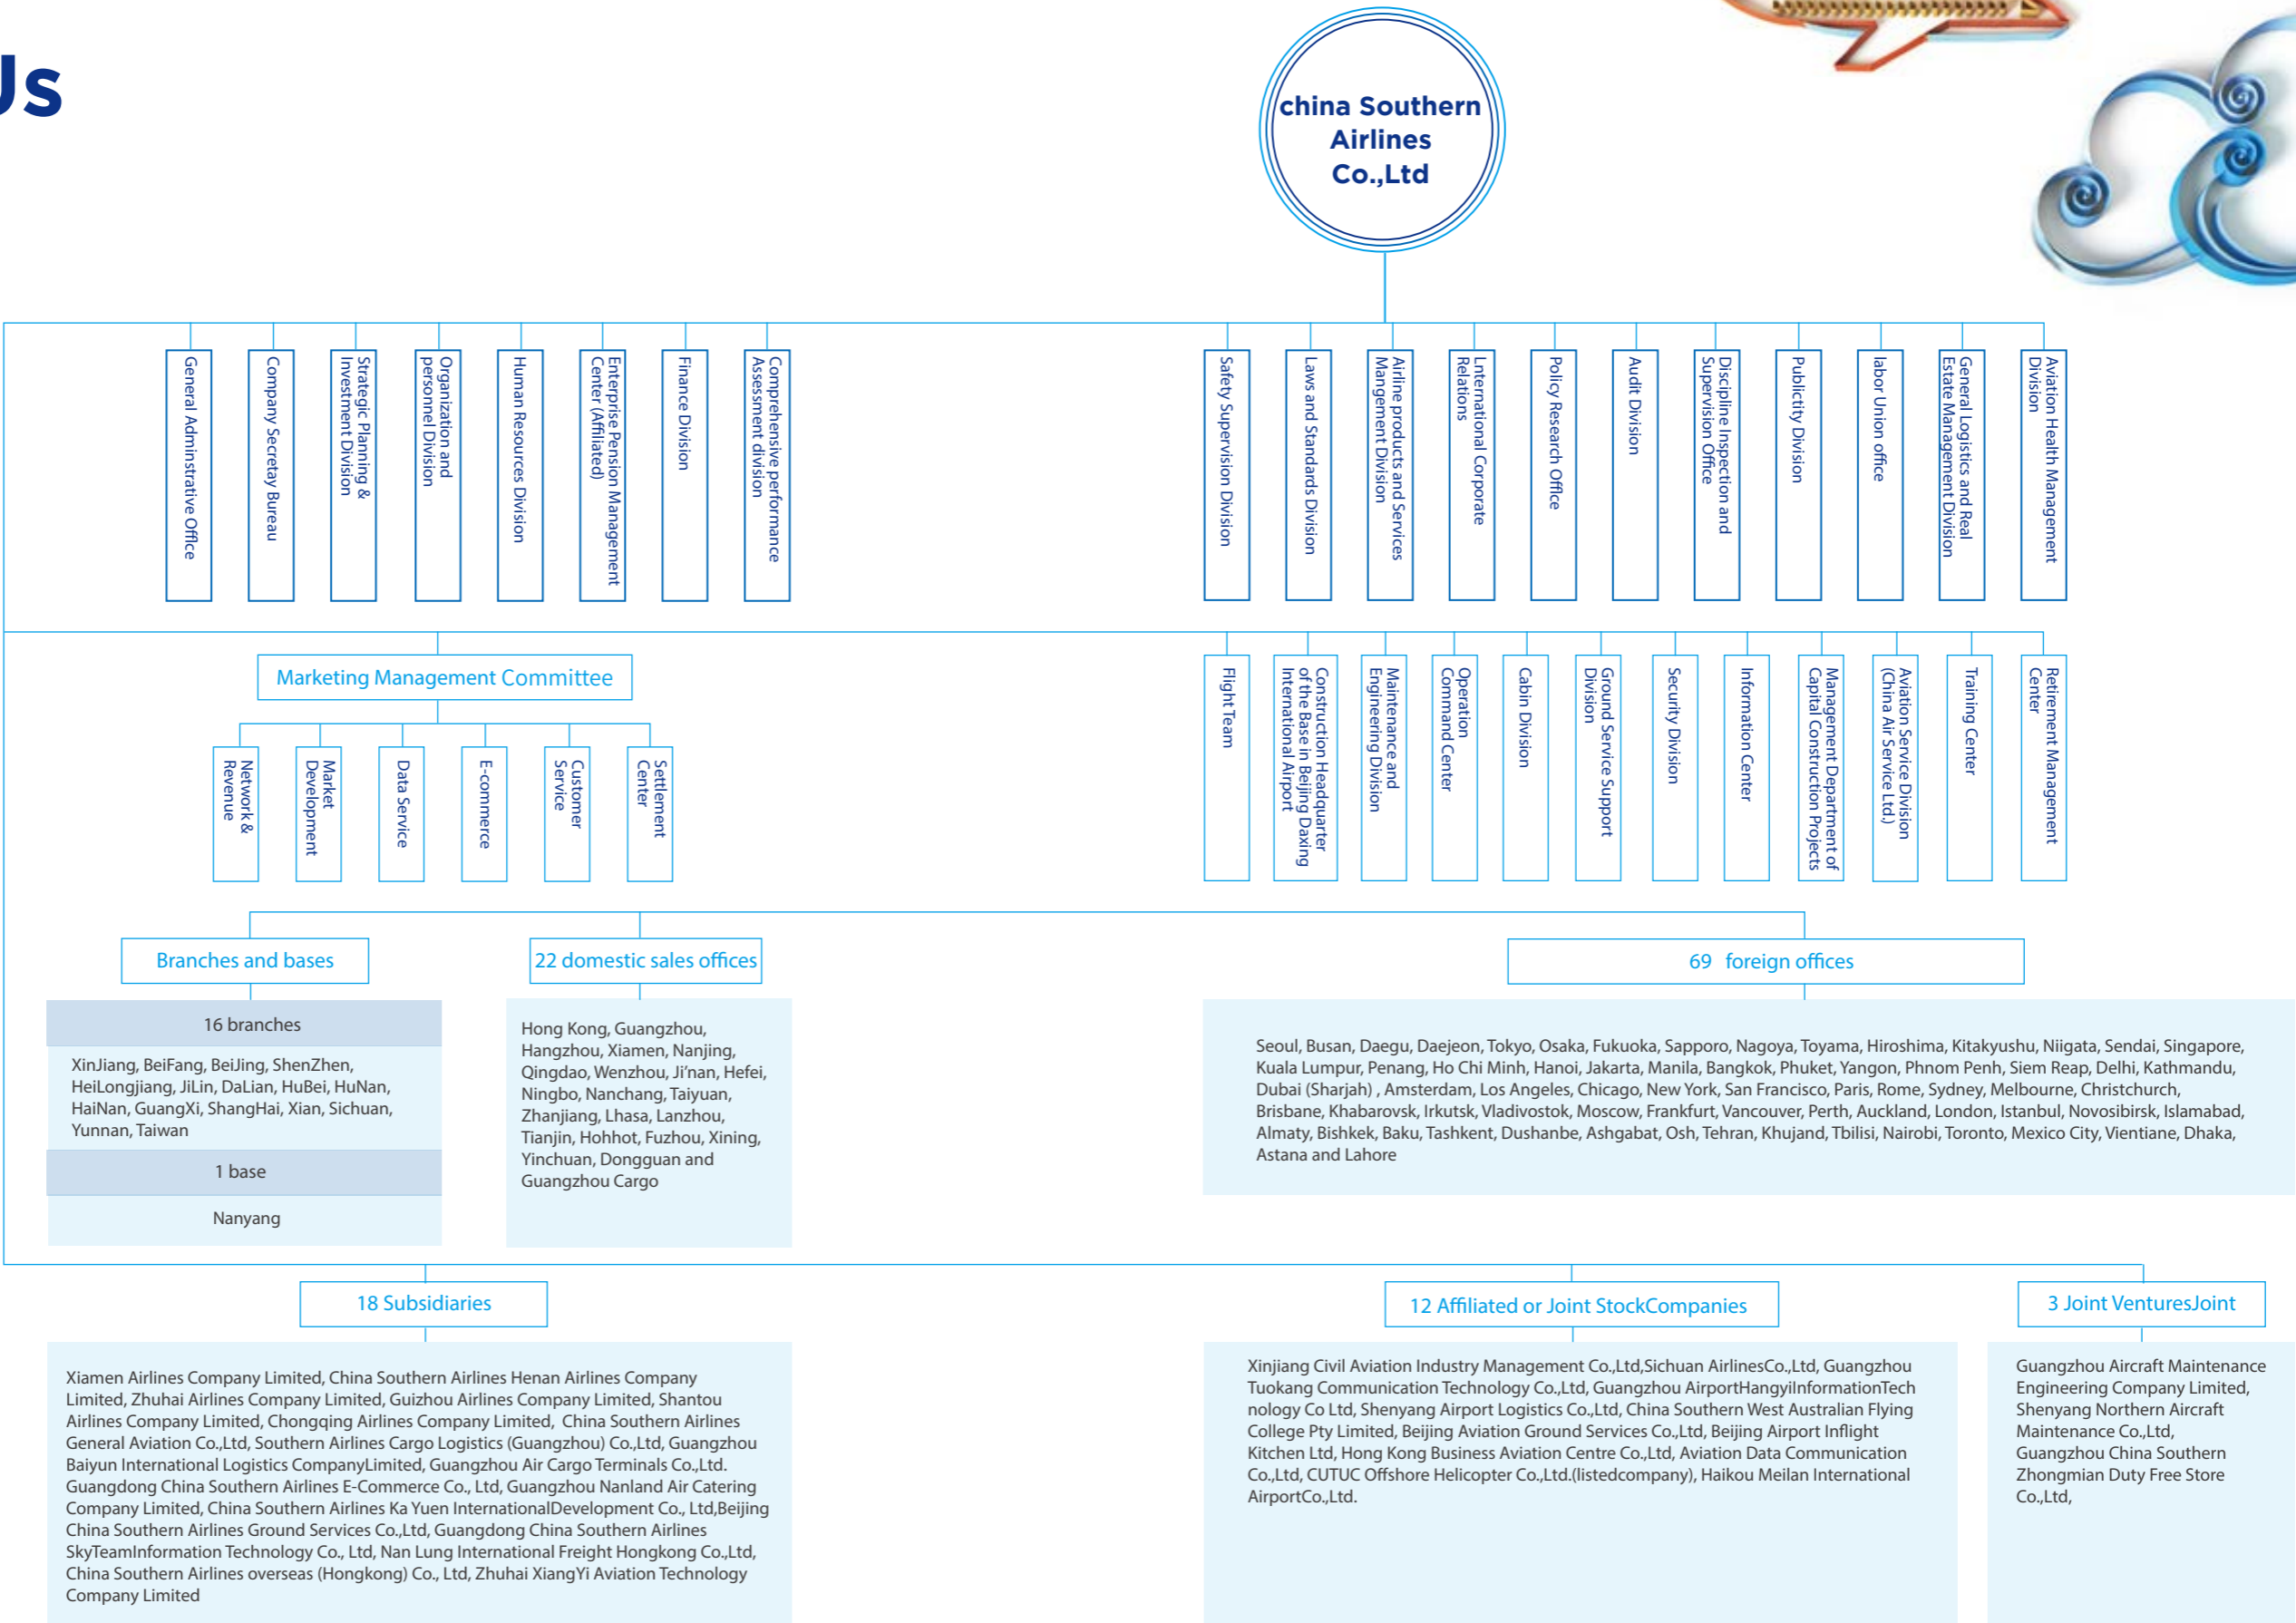 Us
china Southern
Airlines
Co.,Ltd
General Adminstrative Office
Company Secretay Bureau
Strategic Planning &
Investment Division
Organization and
personnel Division
Human Resources Division
Enterprise Pension Management
Center (Affiliated)
Finance Division
Comprehensive performance
Assessment division
Safety Supervision Division
Laws and Standards Division
Airline products and Services
Mangement Division
Lnternational Corporate
Relations
Policy Research Office
Audit Division
Discipline Inspection and
Supervision Office
Publictity Division
labor Union office
General Logistics and Real
Estate Management Division
Aviation Health Management
Division
Marketing Management Committee
Network &
Revenue
Market
Development
Data Service
E-commerce
Customer
Service
Settlement
Center
Flight Team
Construction Headquarter
of the Base in Beijing Daxing
International Airport
Maintenance and
Engineering Division
Operation
Command Center
Cabin Division
Ground Service Support
Division
Security Division
Information Center
Management Department of
Capital Construction Projects
Aviation Service Division
(China Air Service Ltd.)
Training Center
Retirement Management
Center
Branches and bases
16 branches
XinJiang, BeiFang, BeiJing, ShenZhen,
HeiLongjiang, JiLin, DaLian, HuBei, HuNan,
HaiNan, GuangXi, ShangHai, Xian, Sichuan,
Yunnan, Taiwan
1 base
Nanyang
22 domestic sales offices
Hong Kong, Guangzhou,
Hangzhou, Xiamen, Nanjing,
Qingdao, Wenzhou, Ji’nan, Hefei,
Ningbo, Nanchang, Taiyuan,
Zhanjiang, Lhasa, Lanzhou,
Tianjin, Hohhot, Fuzhou, Xining,
Yinchuan, Dongguan and
Guangzhou Cargo
69 foreign offices
Seoul, Busan, Daegu, Daejeon, Tokyo, Osaka, Fukuoka, Sapporo, Nagoya, Toyama, Hiroshima, Kitakyushu, Niigata, Sendai, Singapore,
Kuala Lumpur, Penang, Ho Chi Minh, Hanoi, Jakarta, Manila, Bangkok, Phuket, Yangon, Phnom Penh, Siem Reap, Delhi, Kathmandu,
Dubai (Sharjah) , Amsterdam, Los Angeles, Chicago, New York, San Francisco, Paris, Rome, Sydney, Melbourne, Christchurch,
Brisbane, Khabarovsk, Irkutsk, Vladivostok, Moscow, Frankfurt, Vancouver, Perth, Auckland, London, Istanbul, Novosibirsk, Islamabad,
Almaty, Bishkek, Baku, Tashkent, Dushanbe, Ashgabat, Osh, Tehran, Khujand, Tbilisi, Nairobi, Toronto, Mexico City, Vientiane, Dhaka,
Astana and Lahore
18 Subsidiaries
Xiamen Airlines Company Limited, China Southern Airlines Henan Airlines Company
Limited, Zhuhai Airlines Company Limited, Guizhou Airlines Company Limited, Shantou
Airlines Company Limited, Chongqing Airlines Company Limited, China Southern Airlines
General Aviation Co.,Ltd, Southern Airlines Cargo Logistics (Guangzhou) Co.,Ltd, Guangzhou
Baiyun International Logistics CompanyLimited, Guangzhou Air Cargo Terminals Co.,Ltd.
Guangdong China Southern Airlines E-Commerce Co., Ltd, Guangzhou Nanland Air Catering
Company Limited, China Southern Airlines Ka Yuen InternationalDevelopment Co., Ltd,Beijing
China Southern Airlines Ground Services Co.,Ltd, Guangdong China Southern Airlines
SkyTeamInformation Technology Co., Ltd, Nan Lung International Freight Hongkong Co.,Ltd,
China Southern Airlines overseas (Hongkong) Co., Ltd, Zhuhai XiangYi Aviation Technology
Company Limited
12 Affiliated or Joint StockCompanies
Xinjiang Civil Aviation Industry Management Co.,Ltd,Sichuan AirlinesCo.,Ltd, Guangzhou
Tuokang Communication Technology Co.,Ltd, Guangzhou AirportHangyiInformationTech
nology Co Ltd, Shenyang Airport Logistics Co.,Ltd, China Southern West Australian Flying
College Pty Limited, Beijing Aviation Ground Services Co.,Ltd, Beijing Airport Inflight
Kitchen Ltd, Hong Kong Business Aviation Centre Co.,Ltd, Aviation Data Communication
Co.,Ltd, CUTUC Offshore Helicopter Co.,Ltd.(listedcompany), Haikou Meilan International
AirportCo.,Ltd.
3 Joint VenturesJoint
Guangzhou Aircraft Maintenance
Engineering Company Limited,
Shenyang Northern Aircraft
Maintenance Co.,Ltd,
Guangzhou China Southern
Zhongmian Duty Free Store
Co.,Ltd,